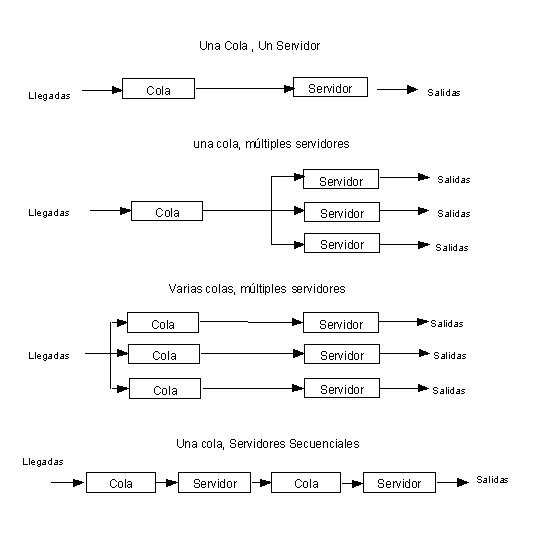 Una Cola , Un Servidor
Llegadas Cola Servidor Salidas
una cola, múltiples servidores
Servidor Salidas
Llegadas Cola Servidor Salidas
Servidor Salidas
Varias colas, múltiples servidores
Cola Servidor Salidas
Llegadas Cola Servidor Salidas
Cola Servidor Salidas
Una cola, Servidores Secuenciales
Llegadas
Cola Servidor Cola Servidor Salidas